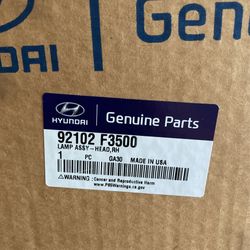 Genu
DAI
HYUNDAI
Genuine Parts
92102 F3500
LAMP ASSY-HEAD,RH
1 PC GA30 MADE IN USA
WARNING: Cancer and Reproductive Harm
www.P65Warnings.ca.gov